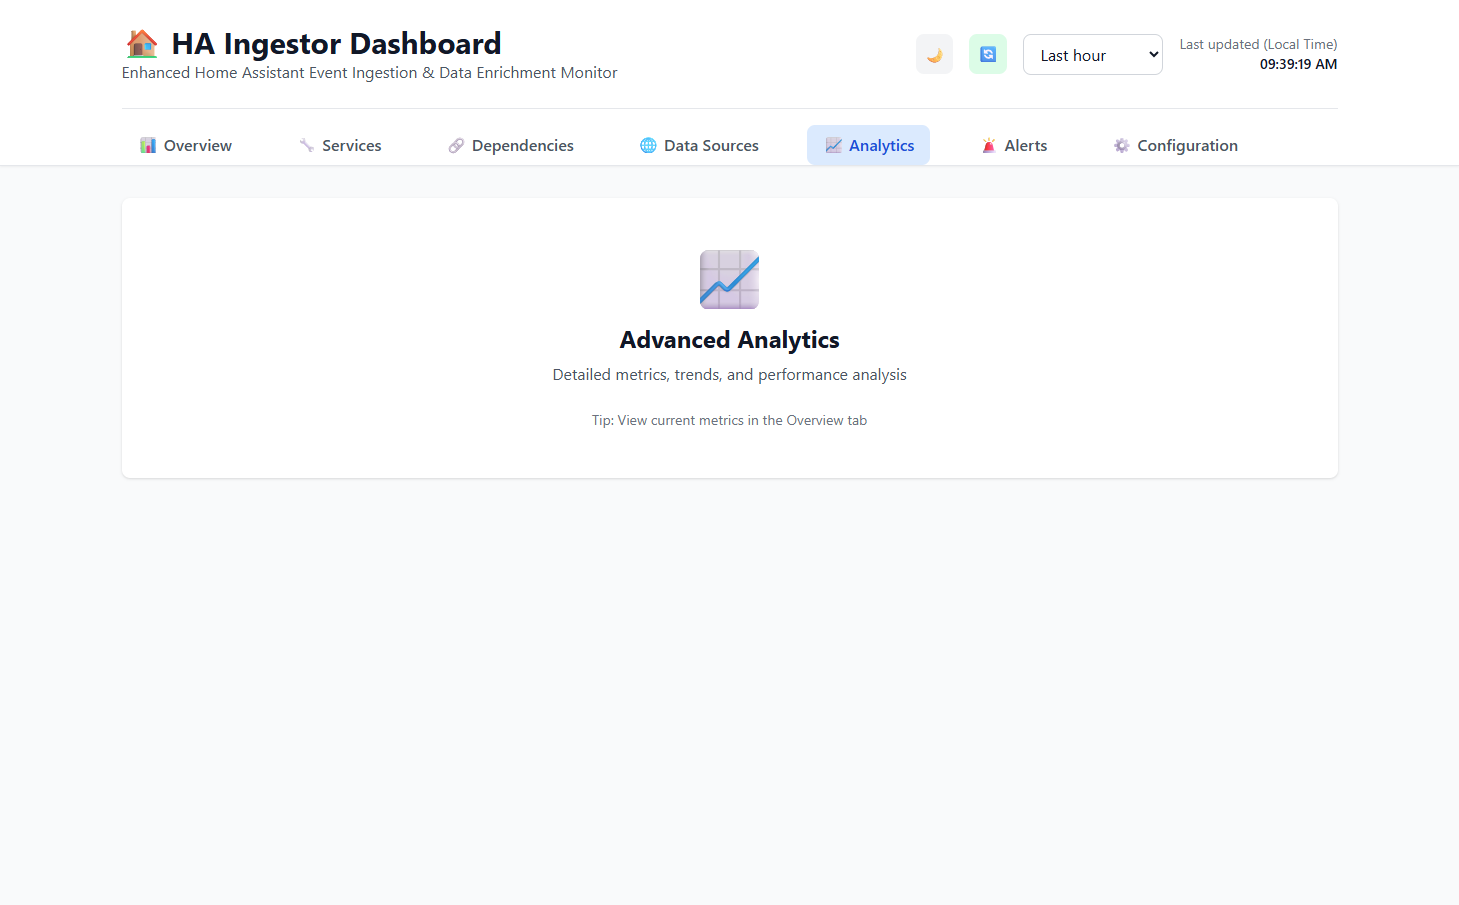 HA Ingestor Dashboard
Enhanced Home Assistant Event Ingestion & Data Enrichment Monitor
Last hour
Last updated (Local Time)
09:39:19 AM
Overview
Services
Dependencies
Data Sources
Analytics
Alerts
Configuration
Advanced Analytics
Detailed metrics, trends, and performance analysis
Tip: View current metrics in the Overview tab